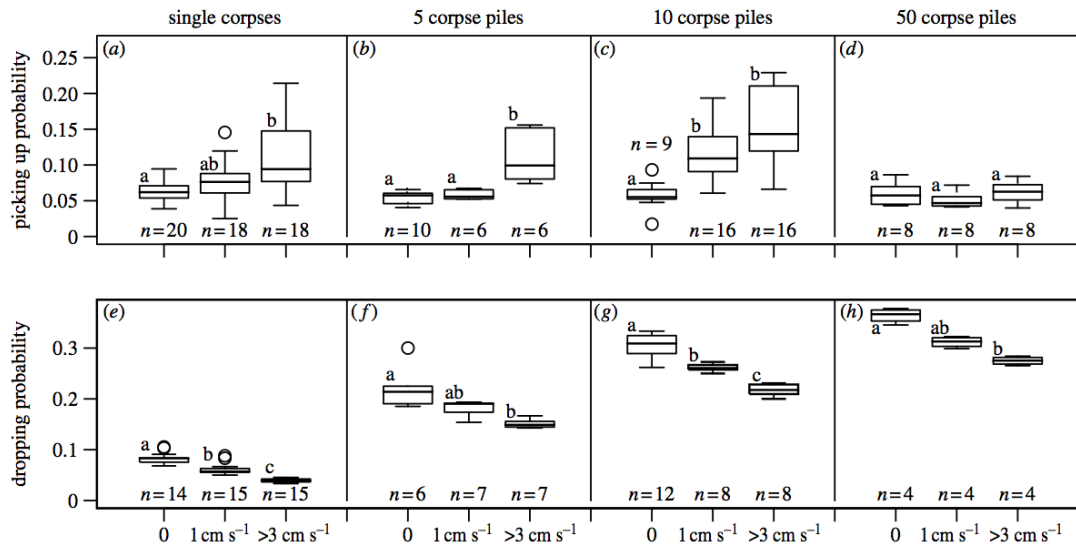 single corpses 5 corpse piles 10 corpse piles 50 corpse piles
picking up probability
(a) (b) (c) (d)
0.25
0.20
0.15
0.10
0.05
0
a ab b
a a b
n = 9
a b b
a a a
n=20 n=18 n=18 n=10 n=6 n=6 n=16 n=16 n=8 n=8 n=8
dropping probability
(e) (f) (g) (h)
0.3
0.2
0.1
0
a b c
a ab b
a b c
a ab b
n=14 n=15 n=15 n=6 n=7 n=7 n=12 n=8 n=8 n=4 n=4 n=4
0 1 cm s⁻¹ >3 cm s⁻¹ 0 1 cm s⁻¹ >3 cm s⁻¹ 0 1 cm s⁻¹ >3 cm s⁻¹ 0 1 cm s⁻¹ >3 cm s⁻¹